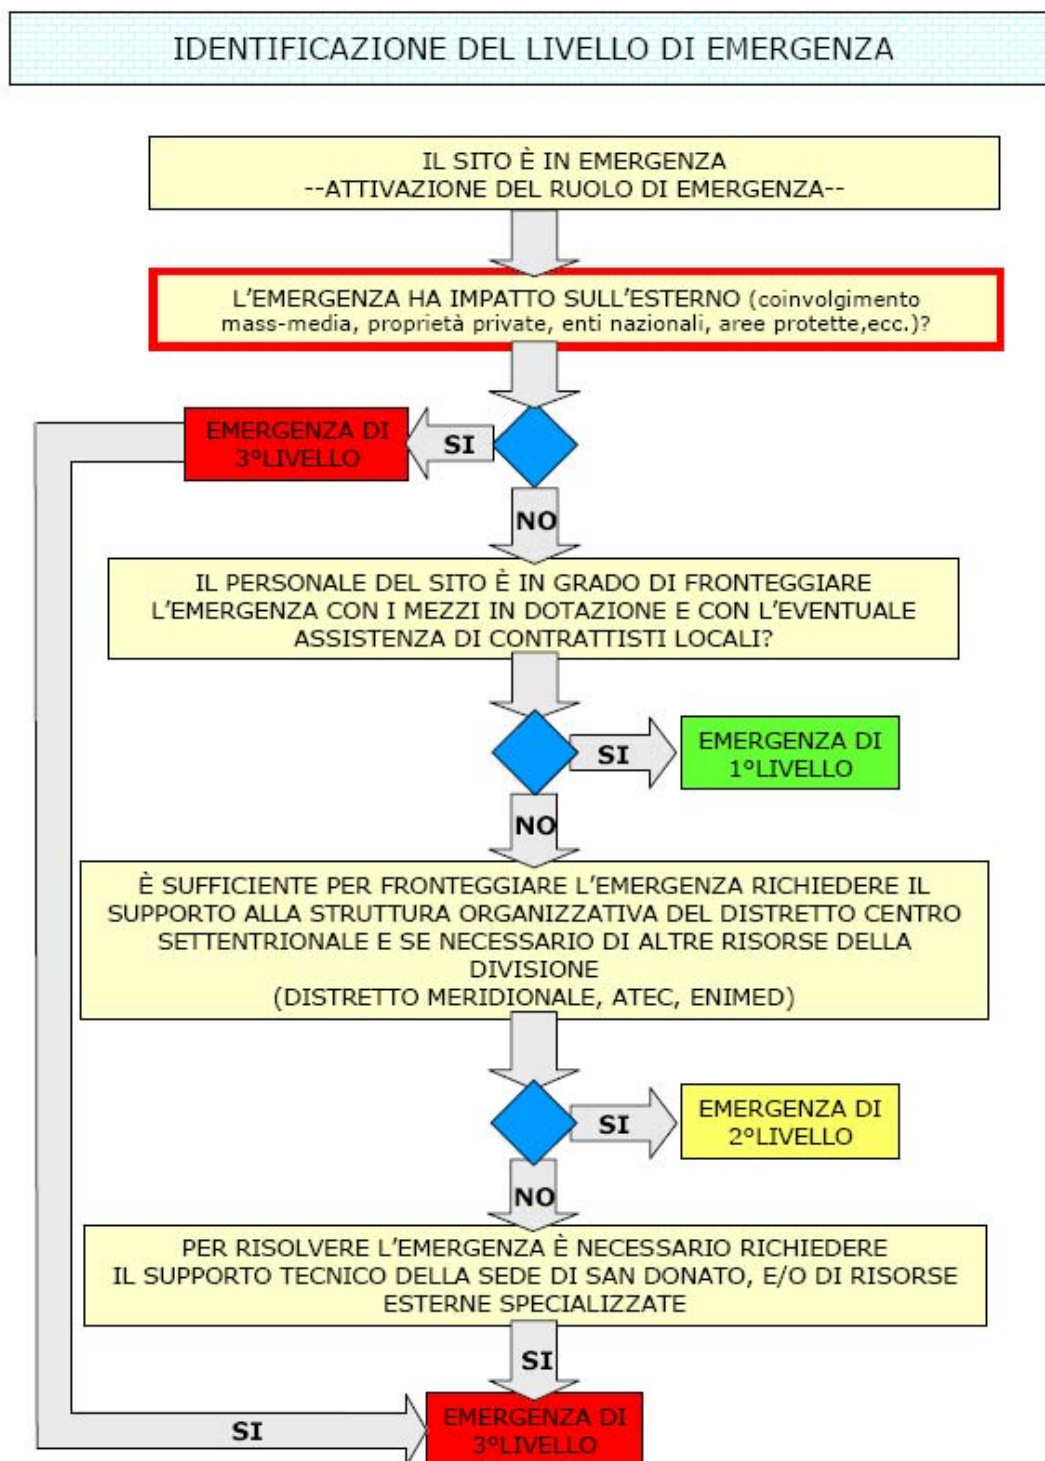 IDENTIFICAZIONE DEL LIVELLO DI EMERGENZA
IL SITO È IN EMERGENZA
--ATTIVAZIONE DEL RUOLO DI EMERGENZA--
L'EMERGENZA HA IMPATTO SULL'ESTERNO (coinvolgimento
mass-media, proprietà private, enti nazionali, aree protette,ecc.)?
EMERGENZA DI
3°LIVELLO
SI
NO
IL PERSONALE DEL SITO È IN GRADO DI FRONTEGGIARE
L'EMERGENZA CON I MEZZI IN DOTAZIONE E CON L'EVENTUALE
ASSISTENZA DI CONTRATTISTI LOCALI?
SI
EMERGENZA DI
1°LIVELLO
NO
È SUFFICIENTE PER FRONTEGGIARE L'EMERGENZA RICHIEDERE IL
SUPPORTO ALLA STRUTTURA ORGANIZZATIVA DEL DISTRETTO CENTRO
SETTENTRIONALE E SE NECESSARIO DI ALTRE RISORSE DELLA
DIVISIONE
(DISTRETTO MERIDIONALE, ATEC, ENIMED)
SI
EMERGENZA DI
2°LIVELLO
NO
PER RISOLVERE L'EMERGENZA È NECESSARIO RICHIEDERE
IL SUPPORTO TECNICO DELLA SEDE DI SAN DONATO, E/O DI RISORSE
ESTERNE SPECIALIZZATE
SI
SI
EMERGENZA DI
3°LIVELLO